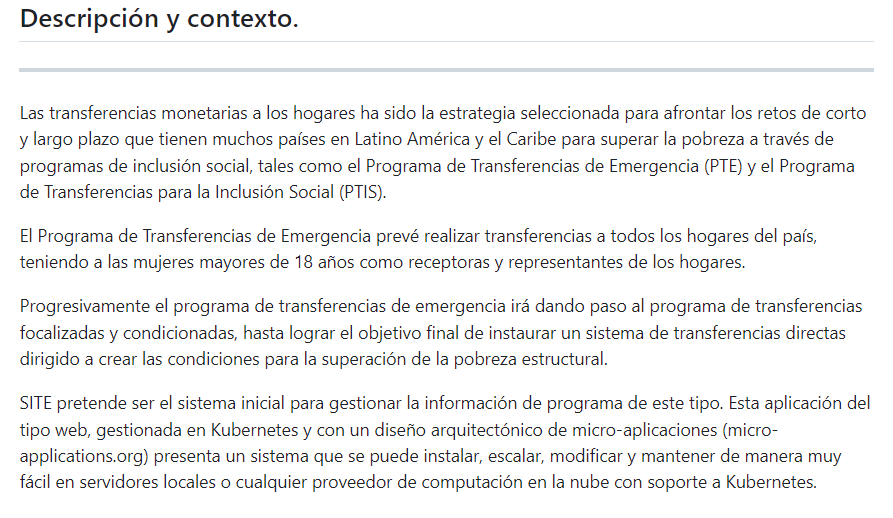 Descripción y contexto.
Las transferencias monetarias a los hogares ha sido la estrategia seleccionada para afrontar los retos de corto
y largo plazo que tienen muchos países en Latino América y el Caribe para superar la pobreza a través de
programas de inclusión social, tales como el Programa de Transferencias de Emergencia (PTE) y el Programa
de Transferencias para la Inclusión Social (PTIS).
El Programa de Transferencias de Emergencia prevé realizar transferencias a todos los hogares del país,
teniendo a las mujeres mayores de 18 años como receptoras y representantes de los hogares.
Progresivamente el programa de transferencias de emergencia irá dando paso al programa de transferencias
focalizadas y condicionadas, hasta lograr el objetivo final de instaurar un sistema de transferencias directas
dirigido a crear las condiciones para la superación de la pobreza estructural.
SITE pretende ser el sistema inicial para gestionar la información de programa de este tipo. Esta aplicación del
tipo web, gestionada en Kubernetes y con un diseño arquitectónico de micro-aplicaciones (micro-
applications.org) presenta un sistema que se puede instalar, escalar, modificar y mantener de manera muy
fácil en servidores locales o cualquier proveedor de computación en la nube con soporte a Kubernetes.